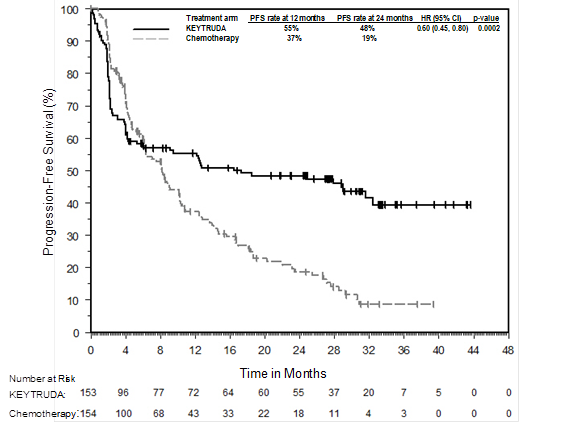 Treatment arm PFS rate at 12 months PFS rate at 24 months HR (95% CI) p-value
KEYTRUDA 55% 48% 0.60 (0.45, 0.80) 0.0002
Chemotherapy 37% 19%
Progression-Free Survival (%)
100
90
80
70
60
50
40
30
20
10
0
0 4 8 12 16 20 24 28 32 36 40 44 48
Time in Months
Number at Risk
KEYTRUDA: 153 96 77 72 64 60 55 37 20 7 5 0 0
Chemotherapy: 154 100 68 43 33 22 18 11 4 3 0 0 0